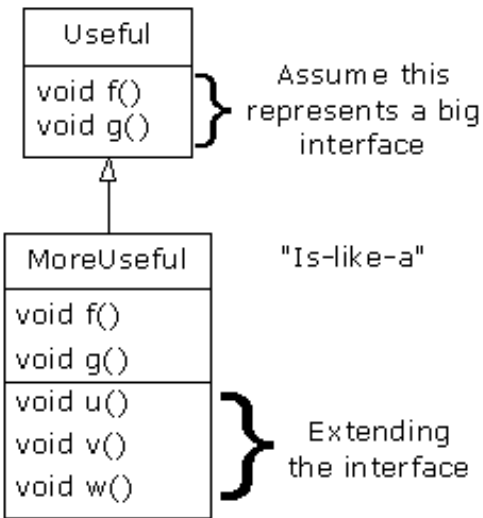 Useful
void f()
void g()
Assume this
represents a big
interface
MoreUseful
"Is-like-a"
void f()
void g()
void u()
void v()
void w()
Extending
the interface